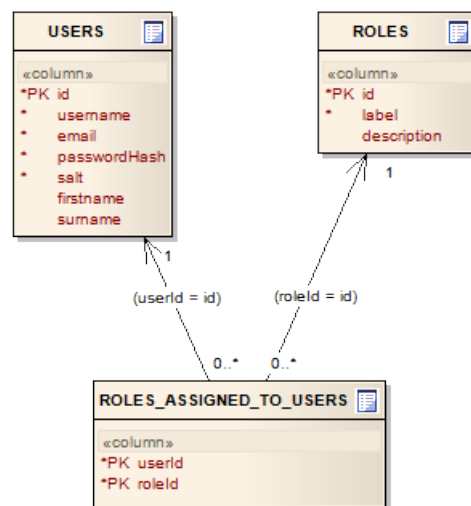 USERS
«column»
*PK id
* username
* email
* passwordHash
* salt
firstname
surname
ROLES
«column»
*PK id
* label
description
1
1
(userId = id)
(roleId = id)
0..*
0..*
ROLES_ASSIGNED_TO_USERS
«column»
*PK userId
*PK roleId